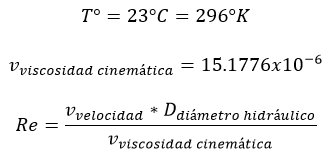 T° = 23°C = 296°K
v_viscosidad cinemática = 15.1776x10^-6
Re = (v_velocidad * D_diámetro hidráulico) / v_viscosidad cinemática